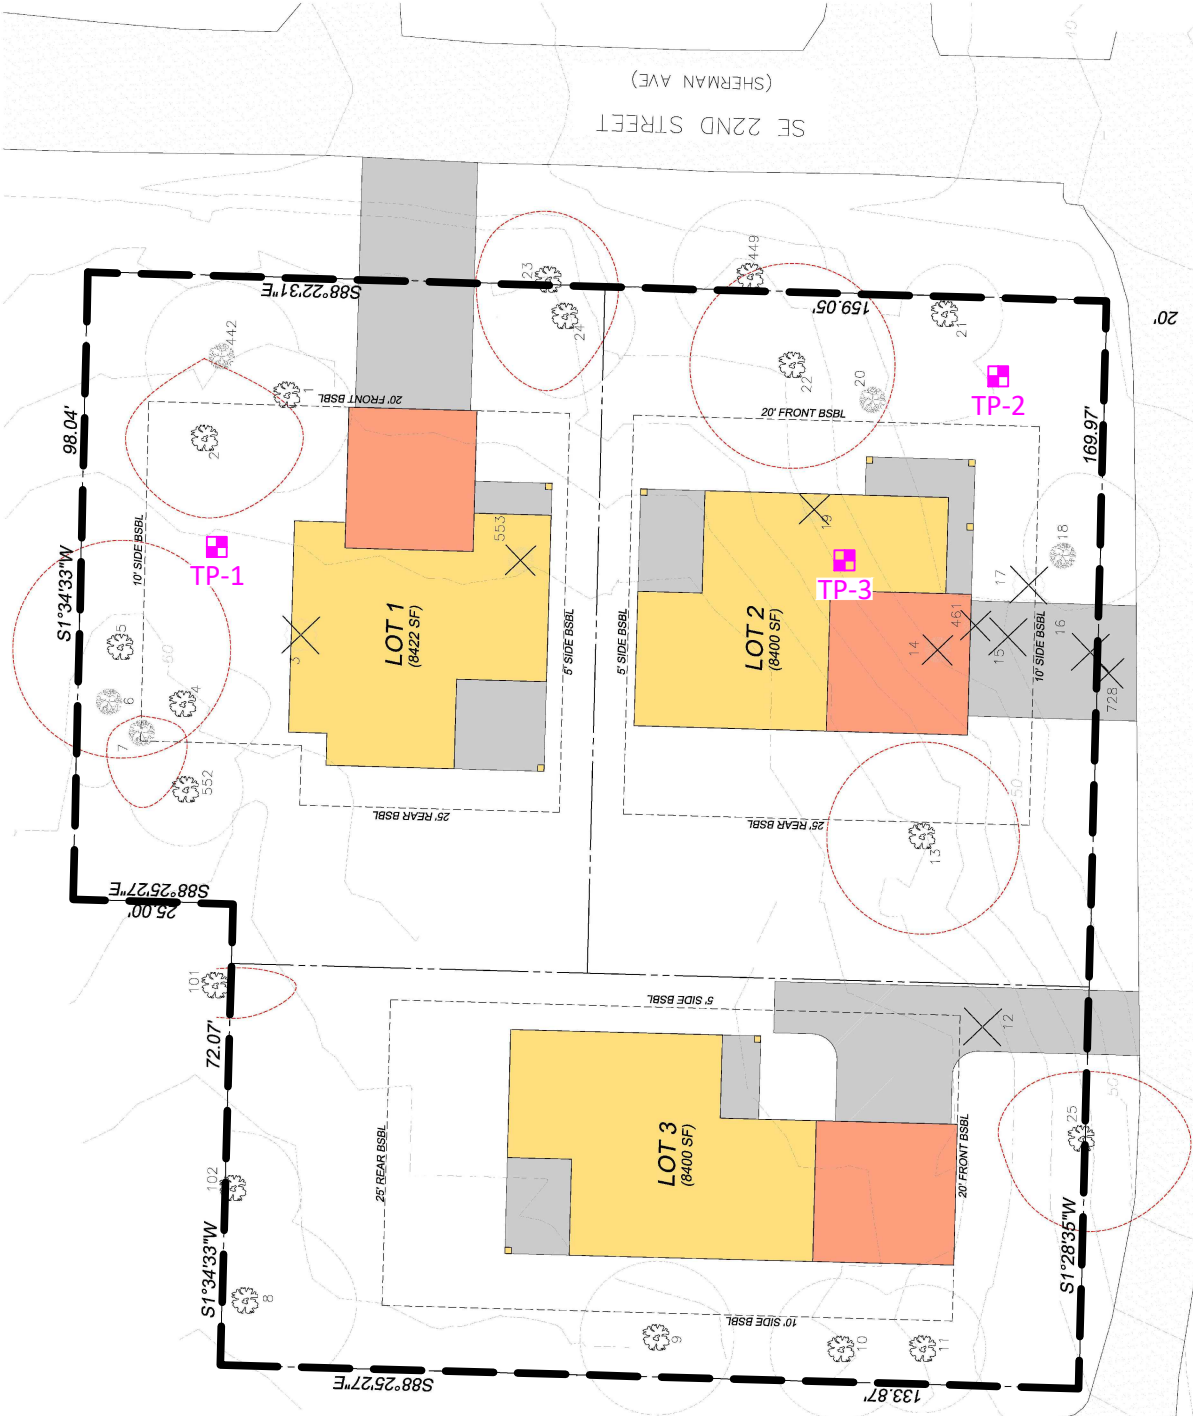 40
(SHERMAN AVE)
SE 22ND STREET
23
449
S88°22'31"E
24
159.05'
21
20'
442
1
20' FRONT BSBL
22
20
20' FRONT BSBL
TP-2
98.04'
2
169.97'
10' SIDE BSBL
TP-1
553
19
TP-3
18
17
S1°34'33"W
5
60
3
LOT 1
(8422 SF)
5' SIDE BSBL
5' SIDE BSBL
LOT 2
(8400 SF)
14
461
15
10' SIDE BSBL
16
6
4
7
728
552
25' REAR BSBL
25' REAR BSBL
50
13
S88°25'27"E
25.00'
101
5' SIDE BSBL
12
72.07'
25' REAR BSBL
LOT 3
(8400 SF)
20' FRONT BSBL
25
50
102
S1°34'33"W
S1°28'35"W
8
10' SIDE BSBL
9
10
11
S88°25'27"E
133.87'